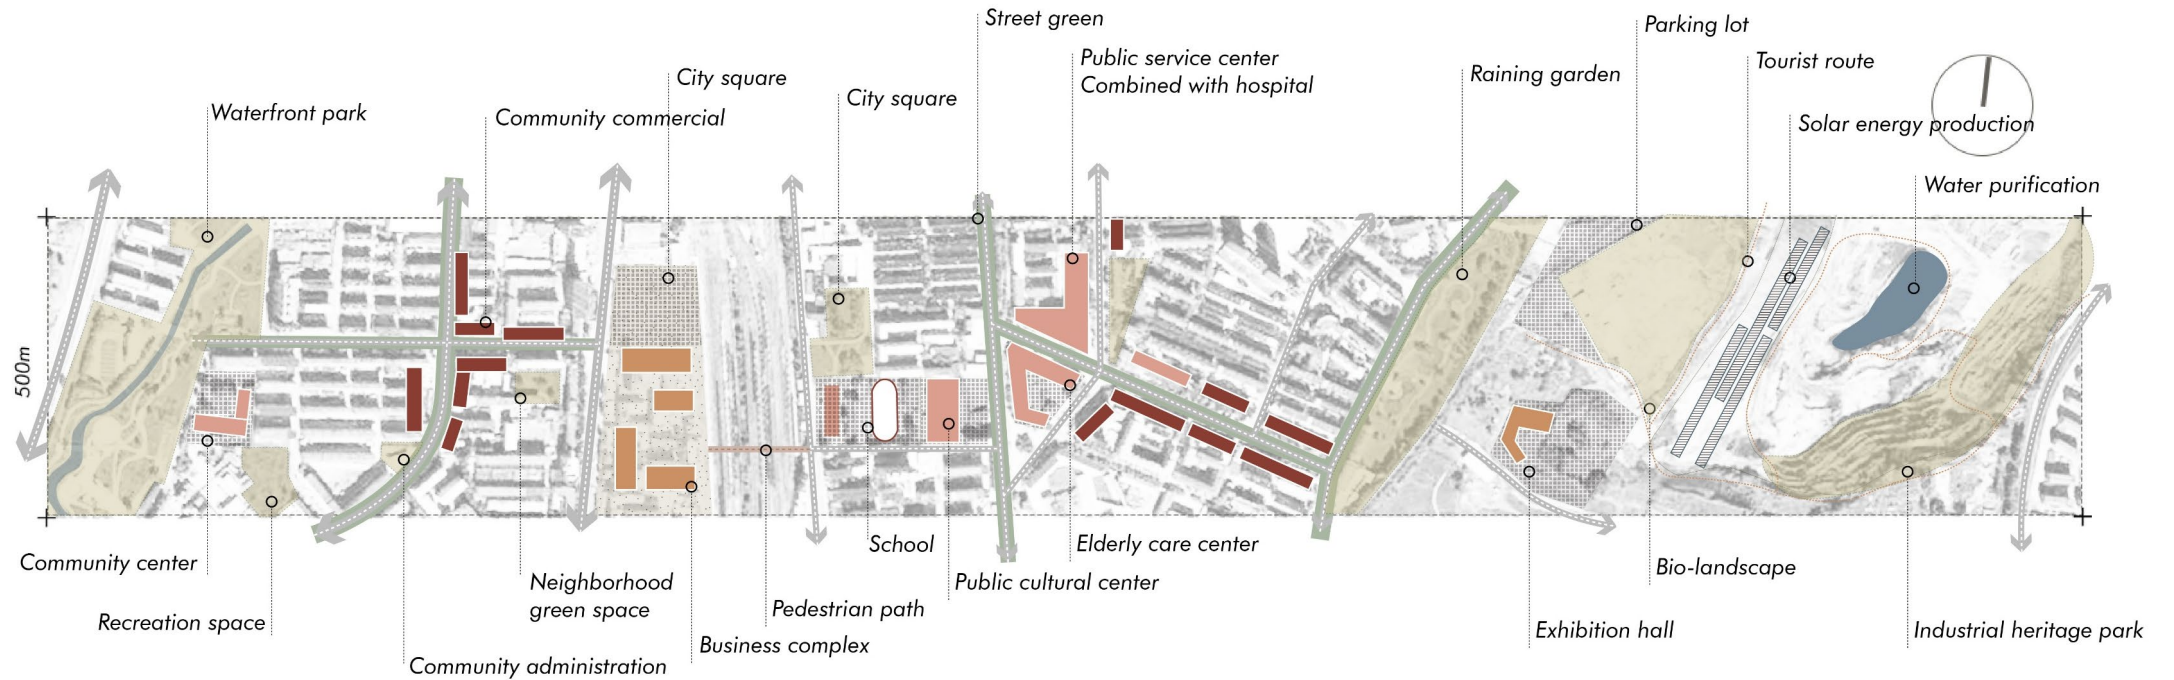 Street green
Parking lot
Public service center
Combined with hospital
Tourist route
City square
Raining garden
City square
Waterfront park
Community commercial
Solar energy production
Water purification
500m
School
Elderly care center
Community center
Bio-landscape
Neighborhood
green space
Public cultural center
Pedestrian path
Recreation space
Exhibition hall
Industrial heritage park
Business complex
Community administration